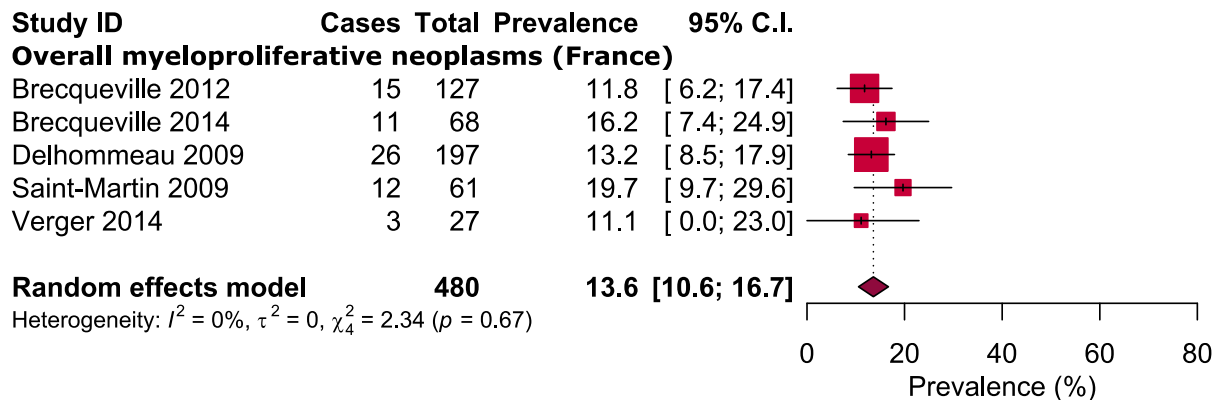 Study ID Cases Total Prevalence 95% C.I.
Overall myeloproliferative neoplasms (France)
Brecqueville 2012 15 127 11.8 [ 6.2; 17.4]
Brecqueville 2014 11 68 16.2 [ 7.4; 24.9]
Delhommeau 2009 26 197 13.2 [ 8.5; 17.9]
Saint-Martin 2009 12 61 19.7 [ 9.7; 29.6]
Verger 2014 3 27 11.1 [ 0.0; 23.0]
Random effects model 480 13.6 [10.6; 16.7]
Heterogeneity: I² = 0%, τ² = 0, χ²₄ = 2.34 (p = 0.67)
0 20 40 60 80
Prevalence (%)